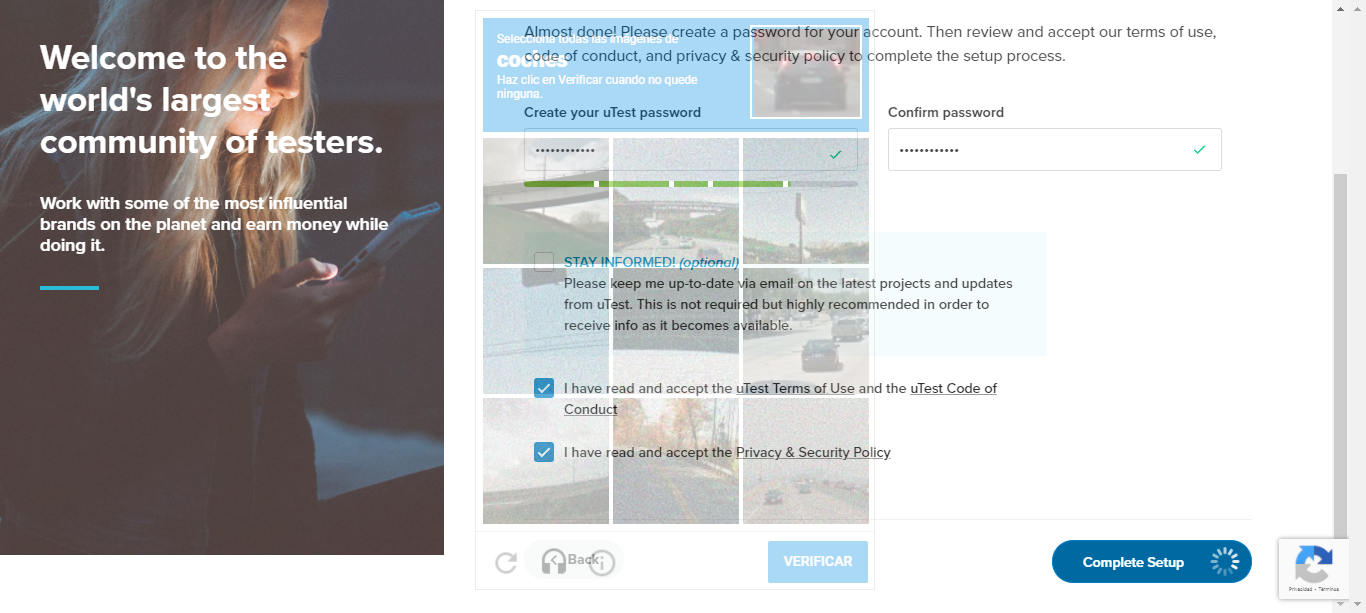 Welcome to the
world's largest
community of testers.
Work with some of the most influential
brands on the planet and earn money while
doing it.
Almost done! Please create a password for your account. Then review and accept our terms of use,
code of conduct, and privacy & security policy to complete the setup process.
Selecciona todas las imágenes de
coches
Haz clic en Verificar cuando no quede
ninguna.
Create your uTest password
Confirm password
STAY INFORMED! (optional)
Please keep me up-to-date via email on the latest projects and updates
from uTest. This is not required but highly recommended in order to
receive info as it becomes available.
I have read and accept the uTest Terms of Use and the uTest Code of
Conduct
I have read and accept the Privacy & Security Policy
Back
VERIFICAR
Complete Setup
Privacidad - Términos